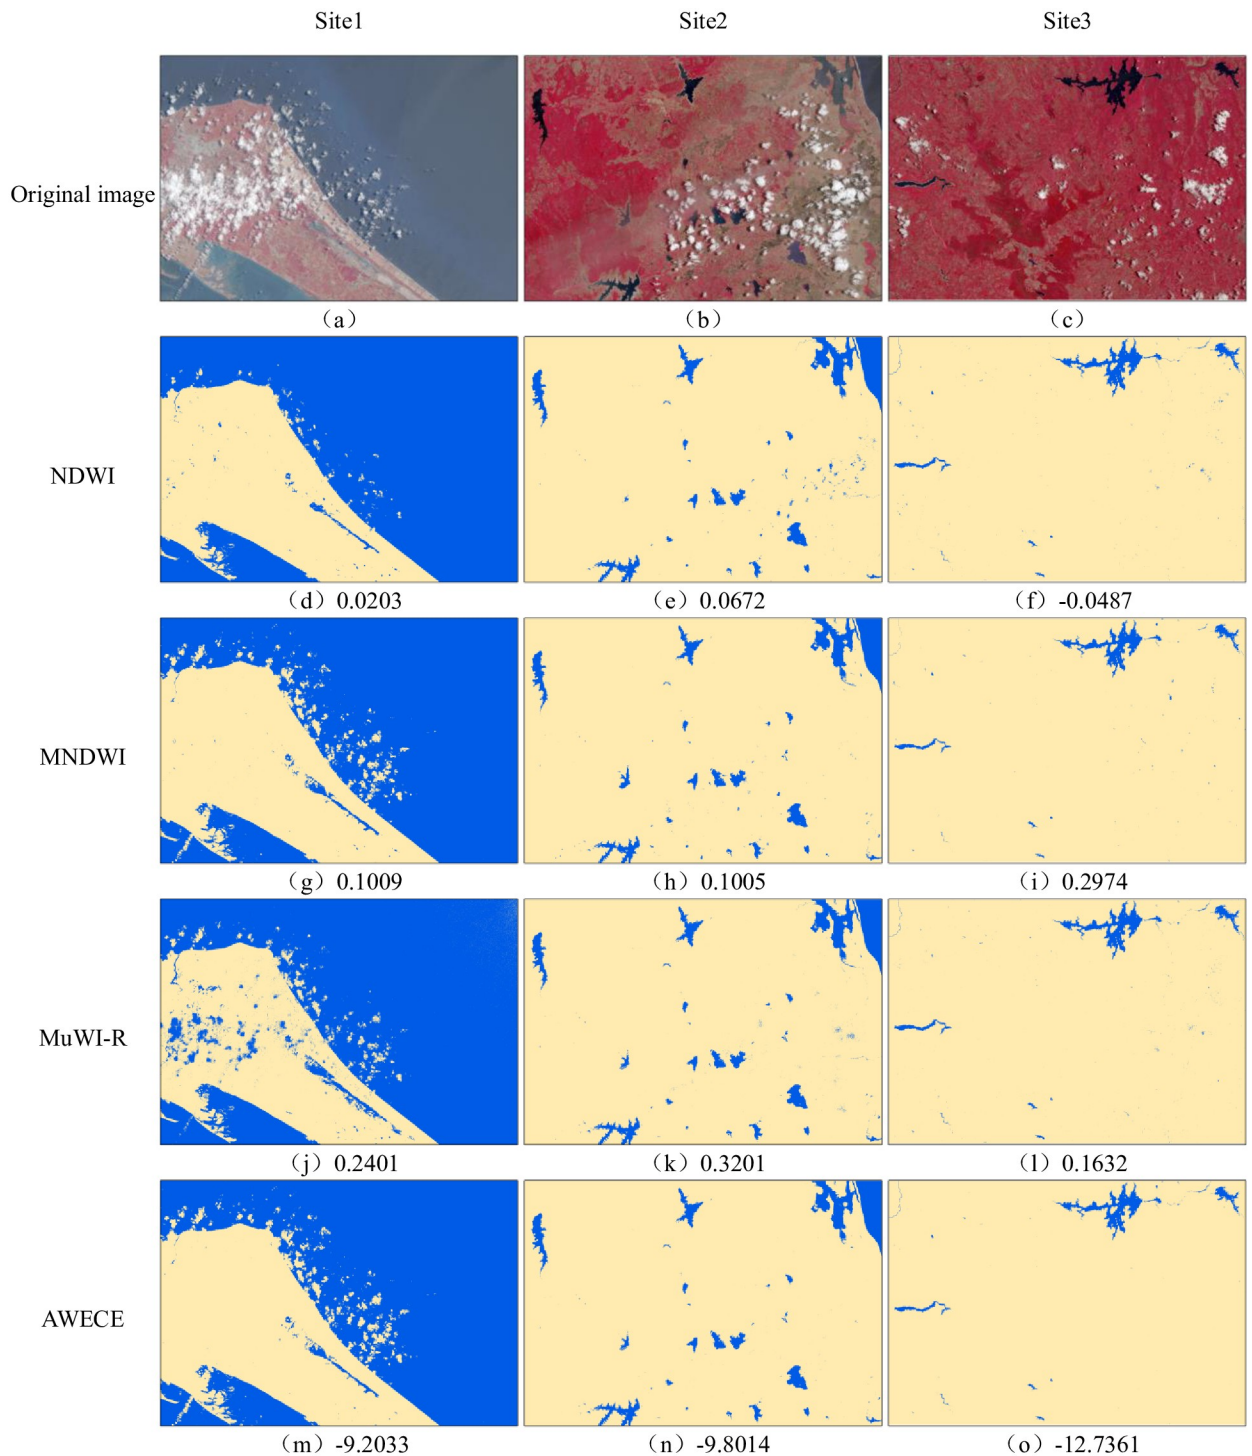 Site1 Site2 Site3
Original image
（a） （b） （c）
NDWI
（d）0.0203 （e）0.0672 （f）-0.0487
MNDWI
（g）0.1009 （h）0.1005 （i）0.2974
MuWI-R
（j）0.2401 （k）0.3201 （l）0.1632
AWECE
（m）-9.2033 （n）-9.8014 （o）-12.7361